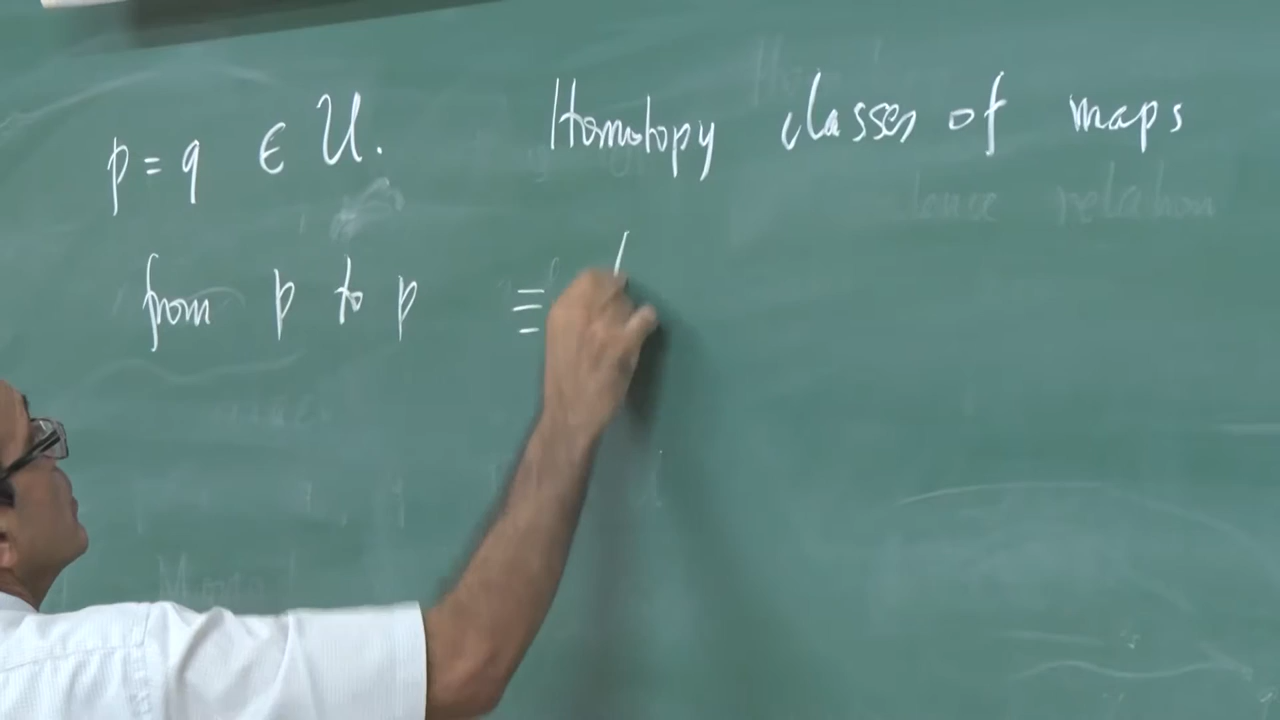 p = q ∈ U. Homotopy classes of maps
from p to p ≡